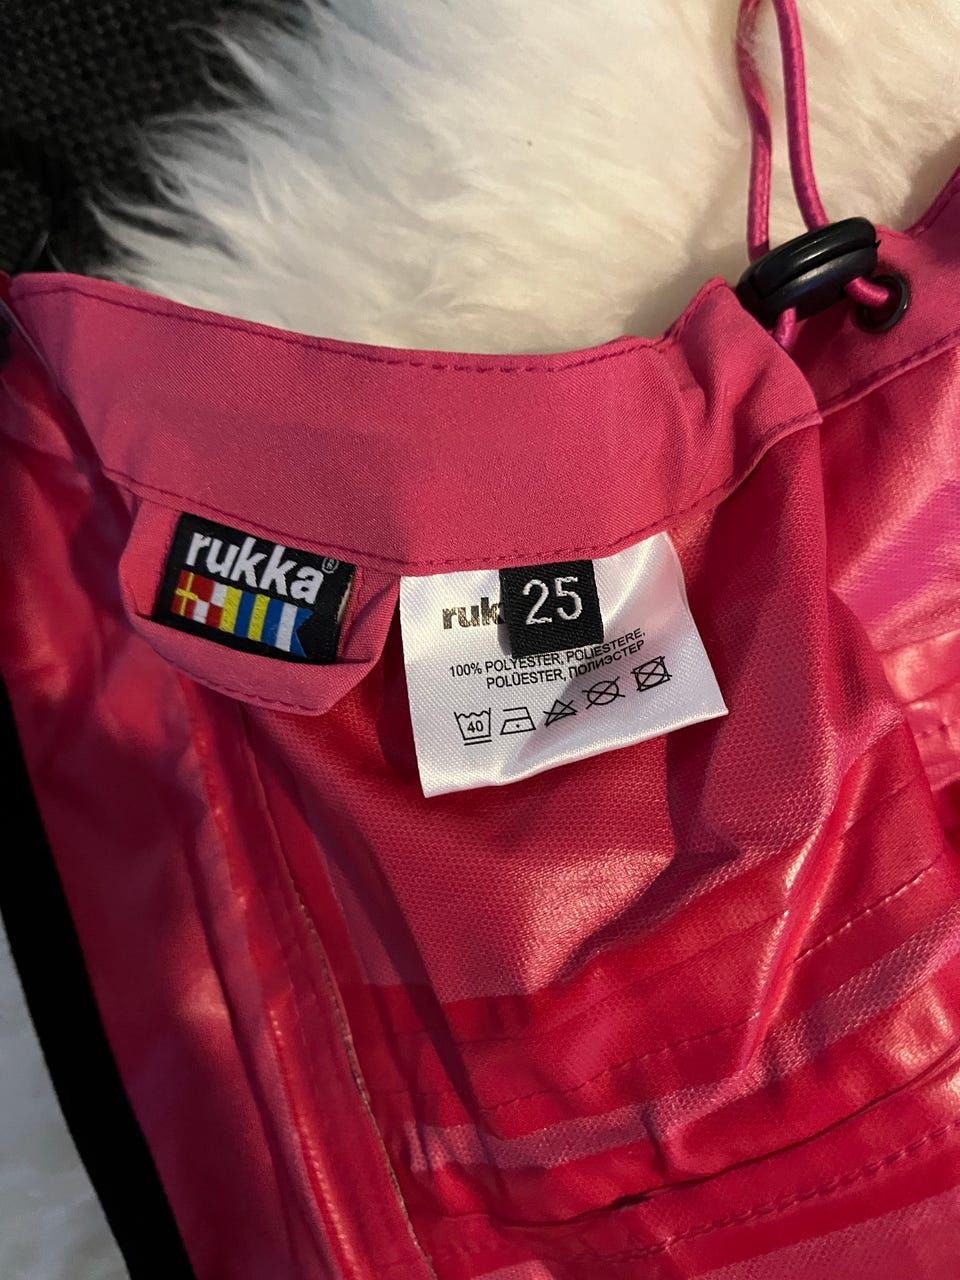 rukka®
ruk
25
100% POLYESTER, POLIESTERE,
POLÜESTER, ПОЛИЭСТЕР
40